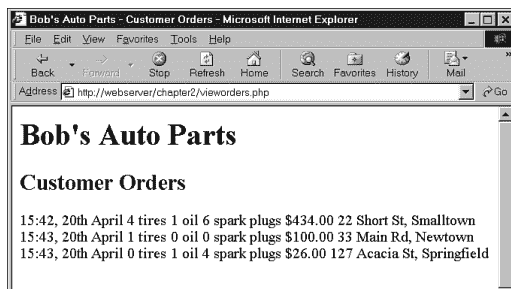 Bob's Auto Parts - Customer Orders - Microsoft Internet Explorer
File Edit View Favorites Tools Help
Back Forward Stop Refresh Home Search Favorites History Mail
Address http://webserver/chapter2/vieworders.php Go
Bob's Auto Parts
Customer Orders
15:42, 20th April 4 tires 1 oil 6 spark plugs $434.00 22 Short St, Smalltown
15:43, 20th April 1 tires 0 oil 0 spark plugs $100.00 33 Main Rd, Newtown
15:43, 20th April 0 tires 1 oil 4 spark plugs $26.00 127 Acacia St, Springfield